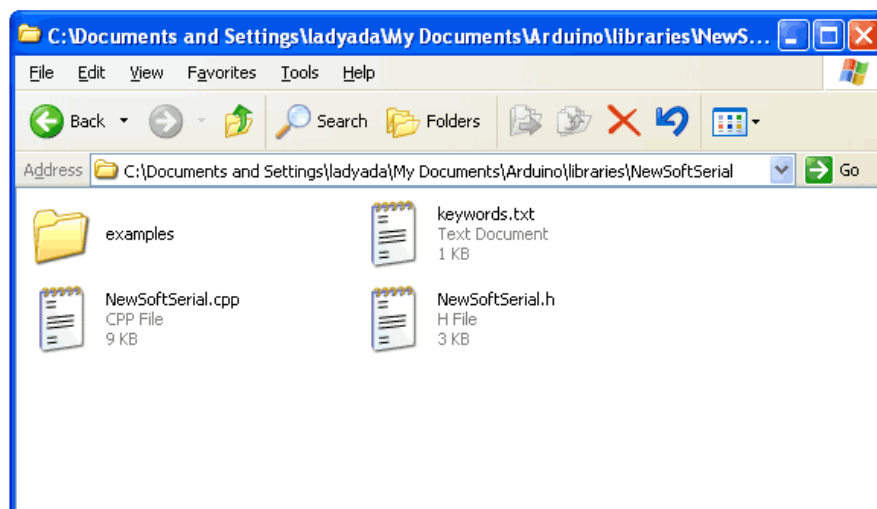 C:\Documents and Settings\ladyada\My Documents\Arduino\libraries\NewS...
File Edit View Favorites Tools Help
Back Search Folders
Address C:\Documents and Settings\ladyada\My Documents\Arduino\libraries\NewSoftSerial Go
examples
keywords.txt
Text Document
1 KB
NewSoftSerial.cpp
CPP File
9 KB
NewSoftSerial.h
H File
3 KB